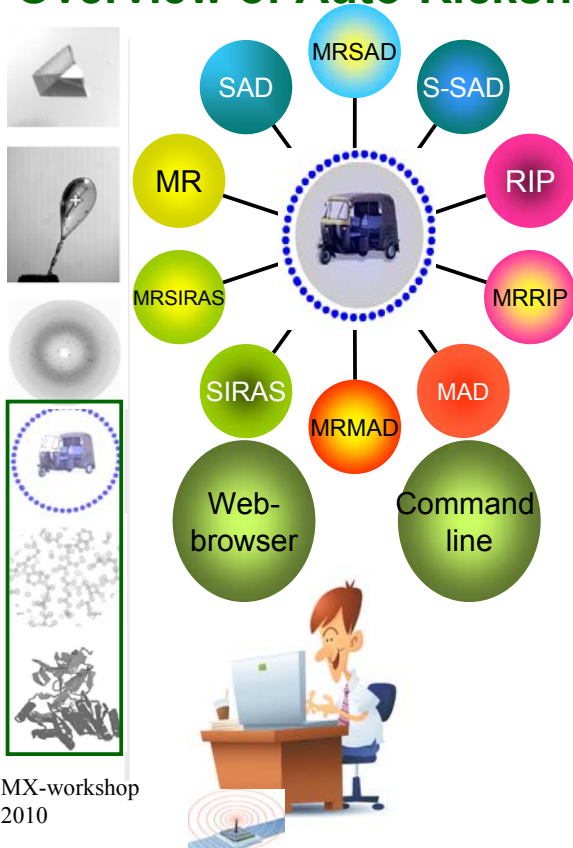 MRSAD
SAD
S-SAD
MR
RIP
MRSIRAS
MRRIP
SIRAS
MRMAD
MAD
Web-
browser
Command
line
MX-workshop
2010